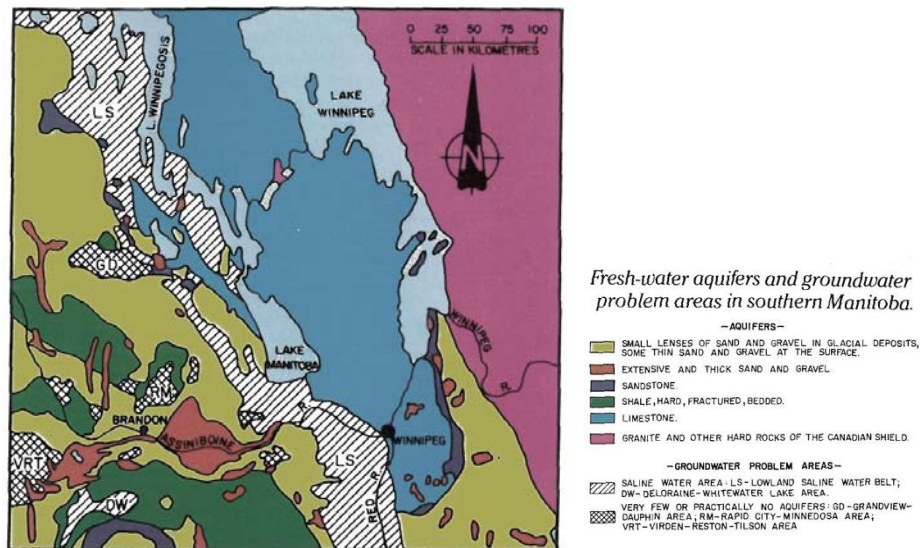 0 25 50 75 100
SCALE IN KILOMETRES
L. WINNIPEGOSIS
LAKE
WINNIPEG
LS
N
GD
WINNIPEG
R.
LAKE
MANITOBA
RM
R.
BRANDON
ASSINIBOINE
WINNIPEG
VRT
LS
RED R.
DW
Fresh-water aquifers and groundwater
problem areas in southern Manitoba.
—AQUIFERS—
SMALL LENSES OF SAND AND GRAVEL IN GLACIAL DEPOSITS,
SOME THIN SAND AND GRAVEL AT THE SURFACE.
EXTENSIVE AND THICK SAND AND GRAVEL
SANDSTONE.
SHALE, HARD, FRACTURED, BEDDED.
LIMESTONE.
GRANITE AND OTHER HARD ROCKS OF THE CANADIAN SHIELD.
—GROUNDWATER PROBLEM AREAS—
SALINE WATER AREA: LS-LOWLAND SALINE WATER BELT;
DW-DELORAINE-WHITEWATER LAKE AREA.
VERY FEW OR PRACTICALLY NO AQUIFERS: GD-GRANDVIEW-
DAUPHIN AREA; RM-RAPID CITY-MINNEDOSA AREA;
VRT-VIRDEN-RESTON-TILSON AREA